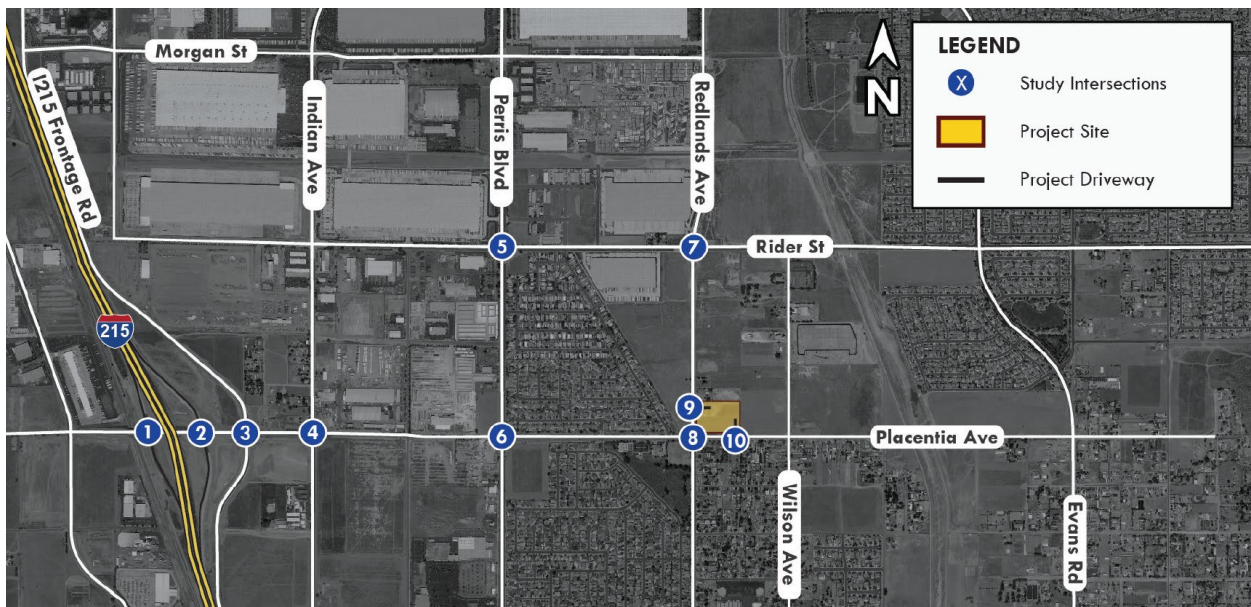 Morgan St
I215 Frontage Rd
Indian Ave
Perris Blvd
Redlands Ave
N
LEGEND
X Study Intersections
Project Site
Project Driveway
5
7
Rider St
215
9
1
2
3
4
6
8
10
Placentia Ave
Wilson Ave
Evans Rd